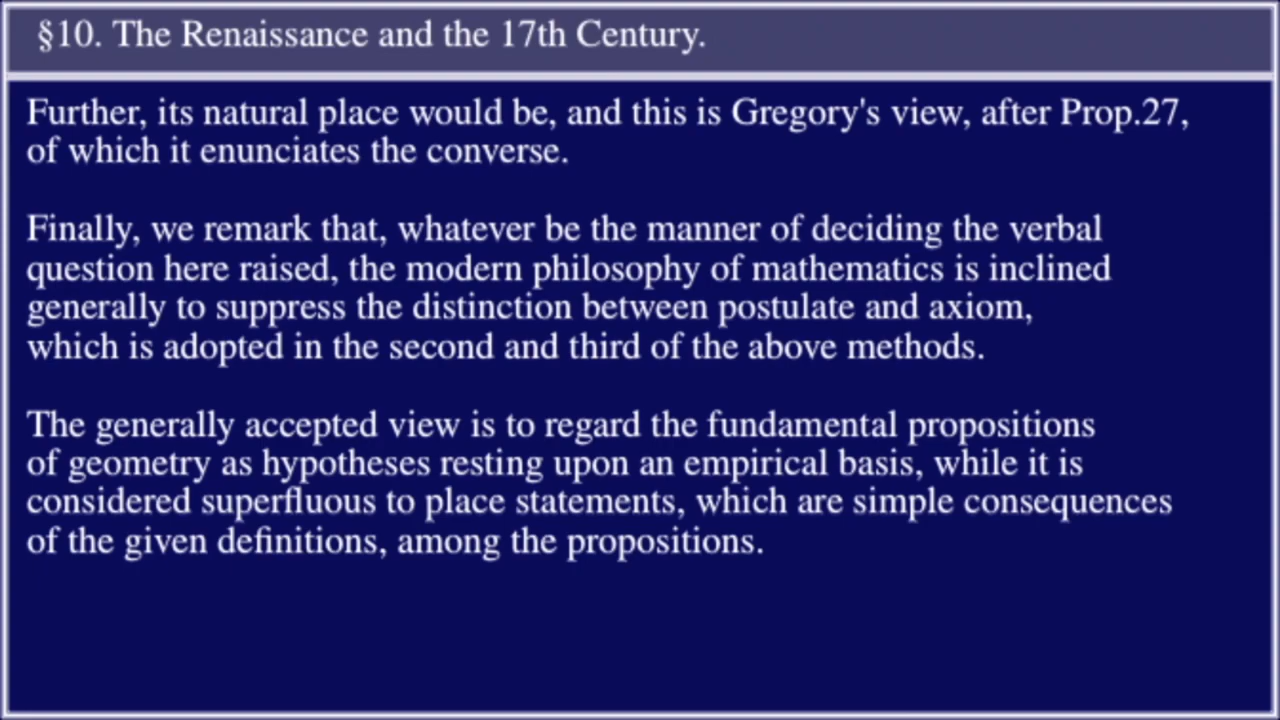 §10. The Renaissance and the 17th Century.
Further, its natural place would be, and this is Gregory's view, after Prop.27,
of which it enunciates the converse.
Finally, we remark that, whatever be the manner of deciding the verbal
question here raised, the modern philosophy of mathematics is inclined
generally to suppress the distinction between postulate and axiom,
which is adopted in the second and third of the above methods.
The generally accepted view is to regard the fundamental propositions
of geometry as hypotheses resting upon an empirical basis, while it is
considered superfluous to place statements, which are simple consequences
of the given definitions, among the propositions.